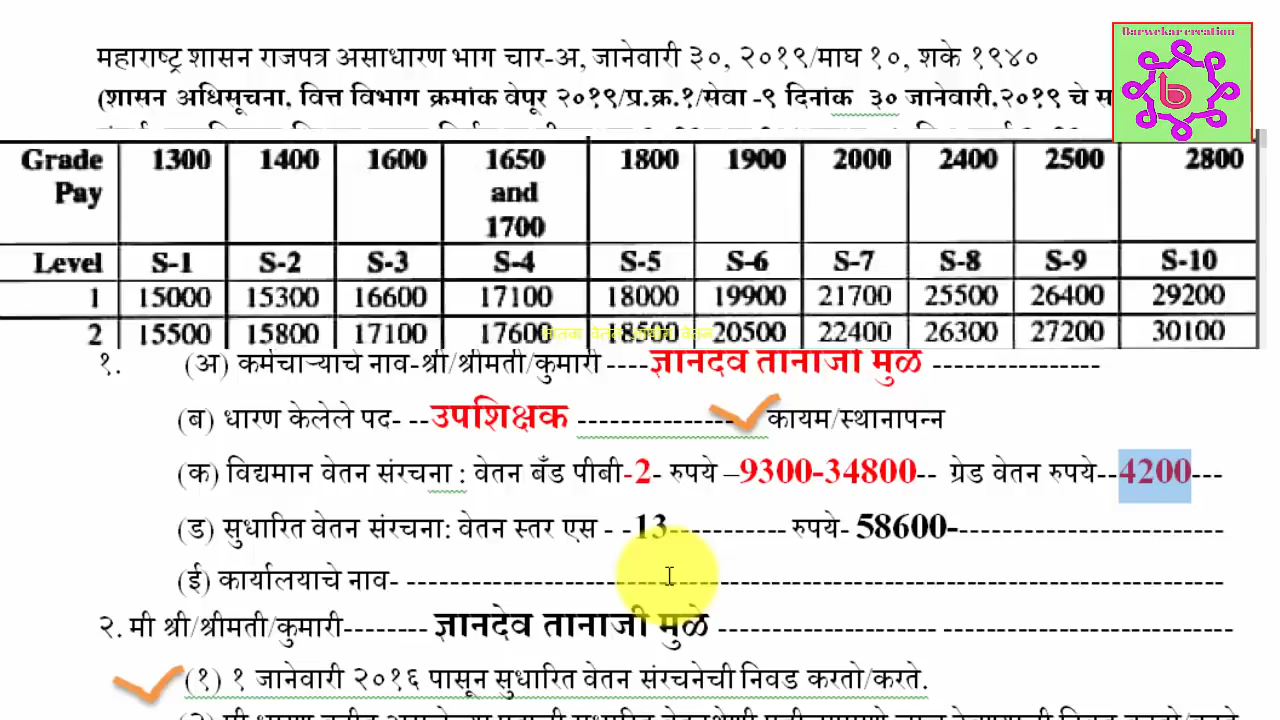 Barwekar creation
महाराष्ट्र शासन राजपत्र असाधारण भाग चार-अ, जानेवारी ३०, २०१९/माघ १०, शके १९४०
(शासन अधिसूचना, वित्त विभाग क्रमांक वेपूर २०१९/प्र.क्र.१/सेवा -९ दिनांक ३० जानेवारी,२०१९ चे
Grade Pay 1300 1400 1600 1650 and 1700 1800 1900 2000 2400 2500 2800
Level S-1 S-2 S-3 S-4 S-5 S-6 S-7 S-8 S-9 S-10
1 15000 15300 16600 17100 18000 19900 21700 25500 26400 29200
2 15500 15800 17100 17600 18500 20500 22400 26300 27200 30100
१. (अ) कर्मचाऱ्याचे नाव-श्री/श्रीमती/कुमारी ----ज्ञानदेव तानाजी मुळे ----------------
(ब) धारण केलेले पद- --उपशिक्षक --------------- कायम/स्थानापन्न
(क) विद्यमान वेतन संरचना : वेतन बँड पीबी-2- रुपये –9300-34800-- ग्रेड वेतन रुपये--4200---
(ड) सुधारित वेतन संरचना: वेतन स्तर एस - -13----------- रुपये- 58600-------------------------
(ई) कार्यालयाचे नाव- ---------------------------------------------------------------------------
२. मी श्री/श्रीमती/कुमारी-------- ज्ञानदेव तानाजी मुळे -------------------- ---------------------------
(१) १ जानेवारी २०१६ पासून सुधारित वेतन संरचनेची निवड करतो/करते.